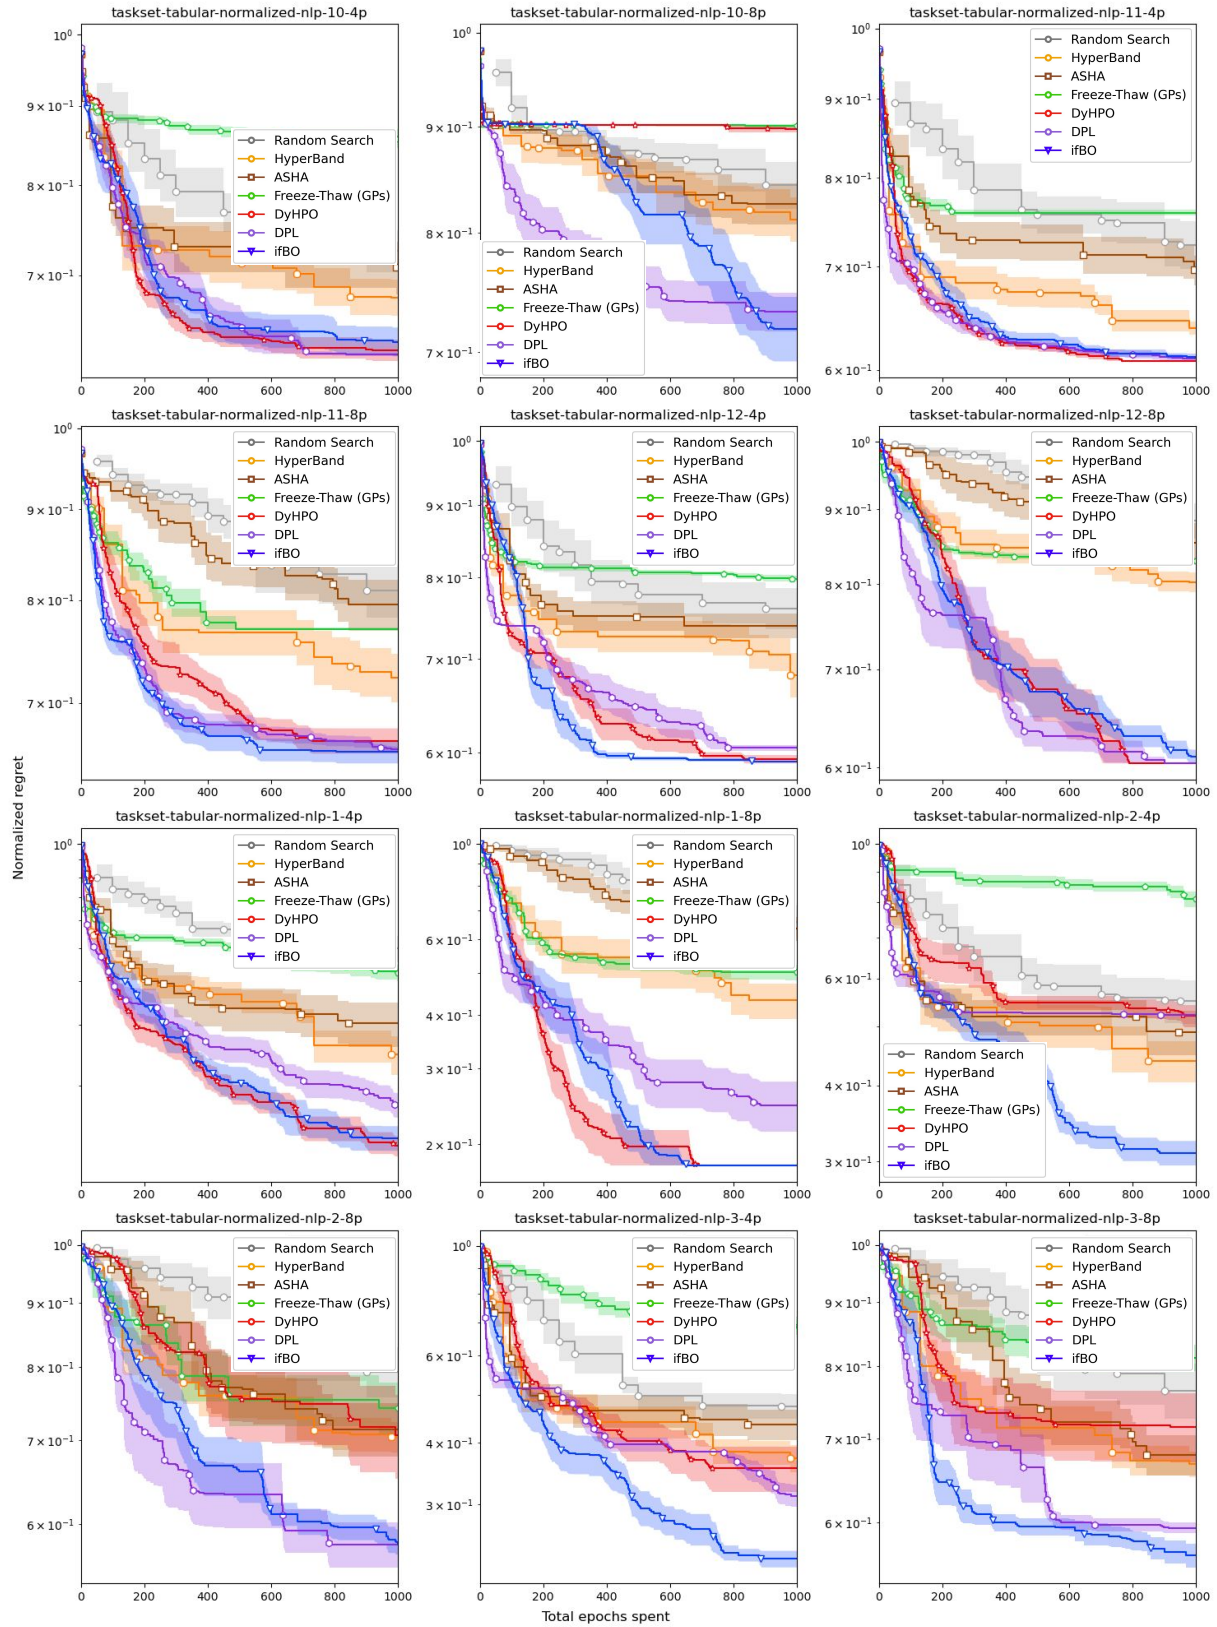 taskset-tabular-normalized-nlp-10-4p
10⁰
9 × 10⁻¹
8 × 10⁻¹
7 × 10⁻¹
Random Search
HyperBand
ASHA
Freeze-Thaw (GPs)
DyHPO
DPL
ifBO
0 200 400 600 800 1000
taskset-tabular-normalized-nlp-10-8p
10⁰
9 × 10⁻¹
8 × 10⁻¹
7 × 10⁻¹
Random Search
HyperBand
ASHA
Freeze-Thaw (GPs)
DyHPO
DPL
ifBO
0 200 400 600 800 1000
taskset-tabular-normalized-nlp-11-4p
10⁰
9 × 10⁻¹
8 × 10⁻¹
7 × 10⁻¹
6 × 10⁻¹
Random Search
HyperBand
ASHA
Freeze-Thaw (GPs)
DyHPO
DPL
ifBO
0 200 400 600 800 1000
taskset-tabular-normalized-nlp-11-8p
10⁰
9 × 10⁻¹
8 × 10⁻¹
7 × 10⁻¹
Random Search
HyperBand
ASHA
Freeze-Thaw (GPs)
DyHPO
DPL
ifBO
0 200 400 600 800 1000
taskset-tabular-normalized-nlp-12-4p
10⁰
9 × 10⁻¹
8 × 10⁻¹
7 × 10⁻¹
6 × 10⁻¹
Random Search
HyperBand
ASHA
Freeze-Thaw (GPs)
DyHPO
DPL
ifBO
0 200 400 600 800 1000
taskset-tabular-normalized-nlp-12-8p
10⁰
9 × 10⁻¹
8 × 10⁻¹
7 × 10⁻¹
6 × 10⁻¹
Random Search
HyperBand
ASHA
Freeze-Thaw (GPs)
DyHPO
DPL
ifBO
0 200 400 600 800 1000
Normalized regret
taskset-tabular-normalized-nlp-1-4p
10⁰
Random Search
HyperBand
ASHA
Freeze-Thaw (GPs)
DyHPO
DPL
ifBO
0 200 400 600 800 1000
taskset-tabular-normalized-nlp-1-8p
10⁰
6 × 10⁻¹
4 × 10⁻¹
3 × 10⁻¹
2 × 10⁻¹
Random Search
HyperBand
ASHA
Freeze-Thaw (GPs)
DyHPO
DPL
ifBO
0 200 400 600 800 1000
taskset-tabular-normalized-nlp-2-4p
10⁰
6 × 10⁻¹
4 × 10⁻¹
3 × 10⁻¹
Random Search
HyperBand
ASHA
Freeze-Thaw (GPs)
DyHPO
DPL
ifBO
0 200 400 600 800 1000
taskset-tabular-normalized-nlp-2-8p
10⁰
9 × 10⁻¹
8 × 10⁻¹
7 × 10⁻¹
6 × 10⁻¹
Random Search
HyperBand
ASHA
Freeze-Thaw (GPs)
DyHPO
DPL
ifBO
0 200 400 600 800 1000
taskset-tabular-normalized-nlp-3-4p
10⁰
6 × 10⁻¹
4 × 10⁻¹
3 × 10⁻¹
Random Search
HyperBand
ASHA
Freeze-Thaw (GPs)
DyHPO
DPL
ifBO
0 200 400 600 800 1000
taskset-tabular-normalized-nlp-3-8p
10⁰
9 × 10⁻¹
8 × 10⁻¹
7 × 10⁻¹
6 × 10⁻¹
Random Search
HyperBand
ASHA
Freeze-Thaw (GPs)
DyHPO
DPL
ifBO
0 200 400 600 800 1000
Total epochs spent